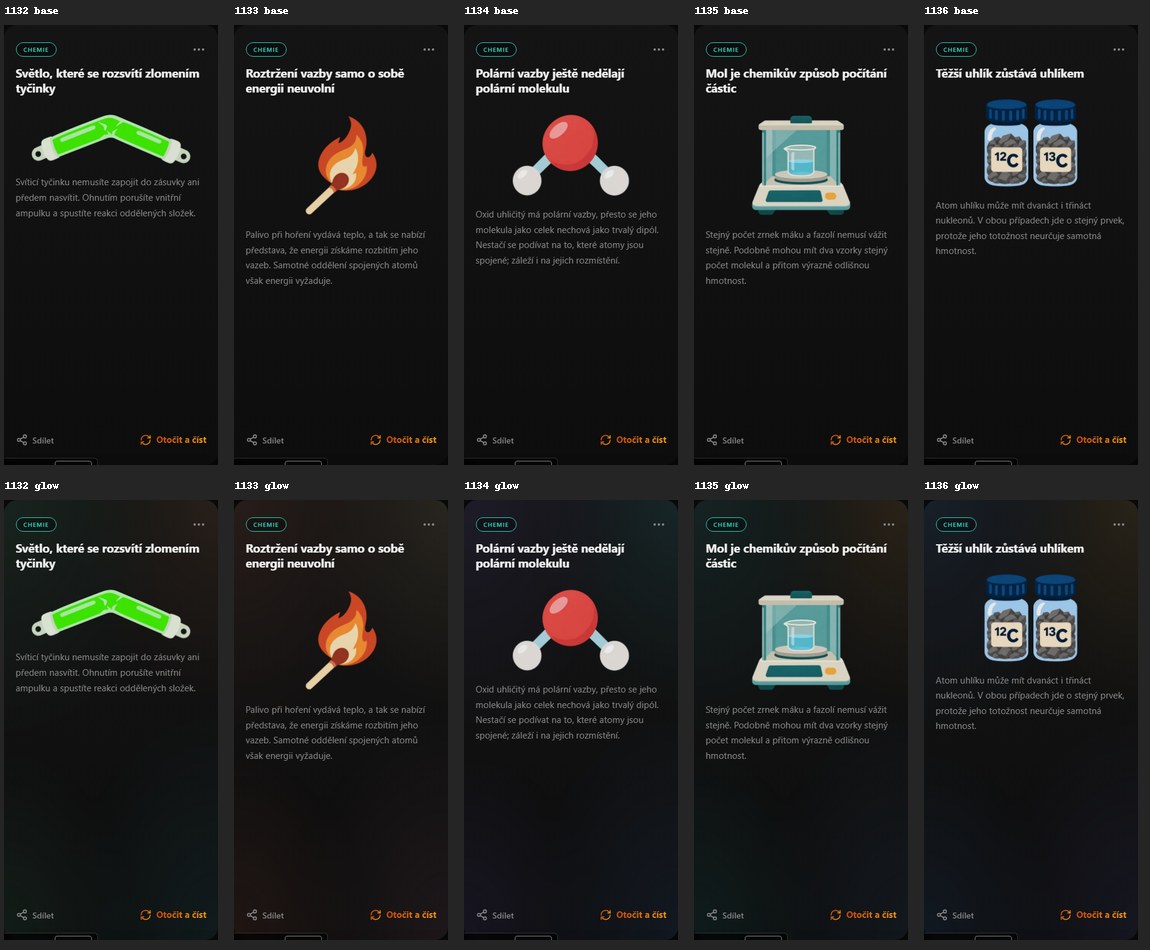 1132 base
CHEMIE
Světlo, které se rozsvítí zlomením
tyčinky
Svíticí tyčinku nemusíte zapojit do zásuvky ani
předem nasvítit. Ohnutím porušíte vnitřní
ampulku a spustíte reakci oddělených složek.
Sdílet
Otočit a číst
1133 base
CHEMIE
Roztržení vazby samo o sobě
energii neuvolní
Palivo při hoření vydává teplo, a tak se nabízí
představa, že energii získáme rozbitím jeho
vazeb. Samotné oddělení spojených atomů
však energii vyžaduje.
Sdílet
Otočit a číst
1134 base
CHEMIE
Polární vazby ještě nedělají
polární molekulu
Oxid uhličitý má polární vazby, přesto se jeho
molekula jako celek nechová jako trvalý dipól.
Nestačí se podívat na to, které atomy jsou
spojené; záleží i na jejich rozmístění.
Sdílet
Otočit a číst
1135 base
CHEMIE
Mol je chemikův způsob počítání
částic
Stejný počet zrnek máku a fazolí nemusí vážit
stejně. Podobně mohou mít dva vzorky stejný
počet molekul a přitom výrazně odlišnou
hmotnost.
Sdílet
Otočit a číst
1136 base
CHEMIE
Těžší uhlík zůstává uhlíkem
12C
13C
Atom uhlíku může mít dvanáct i třináct
nukleonů. V obou případech jde o stejný prvek,
protože jeho totožnost neurčuje samotná
hmotnost.
Sdílet
Otočit a číst
1132 glow
CHEMIE
Světlo, které se rozsvítí zlomením
tyčinky
Svíticí tyčinku nemusíte zapojit do zásuvky ani
předem nasvítit. Ohnutím porušíte vnitřní
ampulku a spustíte reakci oddělených složek.
Sdílet
Otočit a číst
1133 glow
CHEMIE
Roztržení vazby samo o sobě
energii neuvolní
Palivo při hoření vydává teplo, a tak se nabízí
představa, že energii získáme rozbitím jeho
vazeb. Samotné oddělení spojených atomů
však energii vyžaduje.
Sdílet
Otočit a číst
1134 glow
CHEMIE
Polární vazby ještě nedělají
polární molekulu
Oxid uhličitý má polární vazby, přesto se jeho
molekula jako celek nechová jako trvalý dipól.
Nestačí se podívat na to, které atomy jsou
spojené; záleží i na jejich rozmístění.
Sdílet
Otočit a číst
1135 glow
CHEMIE
Mol je chemikův způsob počítání
částic
Stejný počet zrnek máku a fazolí nemusí vážit
stejně. Podobně mohou mít dva vzorky stejný
počet molekul a přitom výrazně odlišnou
hmotnost.
Sdílet
Otočit a číst
1136 glow
CHEMIE
Těžší uhlík zůstává uhlíkem
12C
13C
Atom uhlíku může mít dvanáct i třináct
nukleonů. V obou případech jde o stejný prvek,
protože jeho totožnost neurčuje samotná
hmotnost.
Sdílet
Otočit a číst